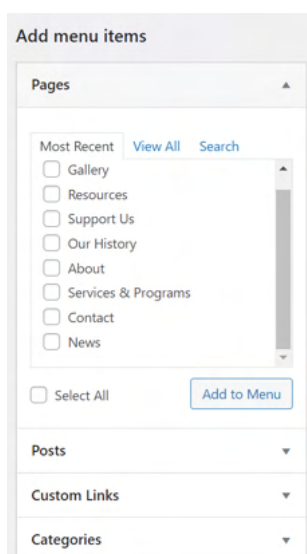 Add menu items
Pages
Most Recent View All Search
Gallery
Resources
Support Us
Our History
About
Services & Programs
Contact
News
Select All Add to Menu
Posts
Custom Links
Categories